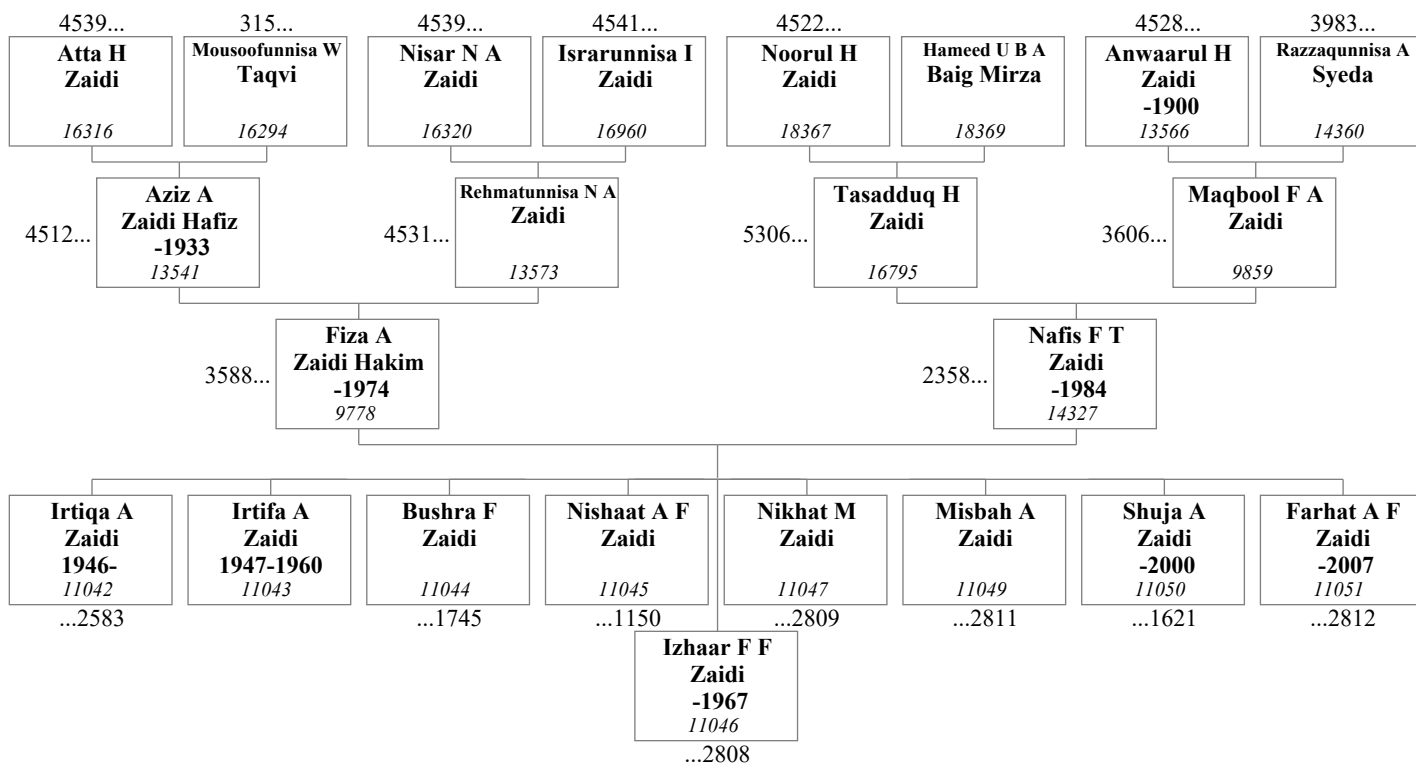 4539...
315...
4539...
4541...
4522...
4528...
3983...
Atta H
Zaidi
16316
Mousoofunnisa W
Taqvi
16294
Nisar N A
Zaidi
16320
Israrunnisa I
Zaidi
16960
Noorul H
Zaidi
18367
Hameed U B A
Baig Mirza
18369
Anwaarul H
Zaidi
-1900
13566
Razzaqunnisa A
Syeda
14360
4512...
Aziz A
Zaidi Hafiz
-1933
13541
4531...
Rehmatunnisa N A
Zaidi
13573
5306...
Tasadduq H
Zaidi
16795
3606...
Maqbool F A
Zaidi
9859
3588...
Fiza A
Zaidi Hakim
-1974
9778
2358...
Nafis F T
Zaidi
-1984
14327
Irtiqa A
Zaidi
1946-
11042
...2583
Irtifa A
Zaidi
1947-1960
11043
Bushra F
Zaidi
11044
...1745
Nishaat A F
Zaidi
11045
...1150
Nikhat M
Zaidi
11047
...2809
Misbah A
Zaidi
11049
...2811
Shuja A
Zaidi
-2000
11050
...1621
Farhat A F
Zaidi
-2007
11051
...2812
Izhaar F F
Zaidi
-1967
11046
...2808